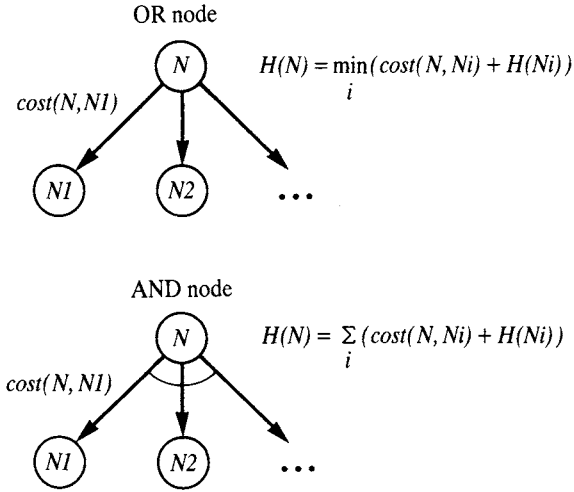 OR node
N
H(N) = min(cost(N,Ni) + H(Ni))
i
cost(N,N1)
N1
N2
...
AND node
N
H(N) = Σ(cost(N,Ni) + H(Ni))
i
cost(N,N1)
N1
N2
...